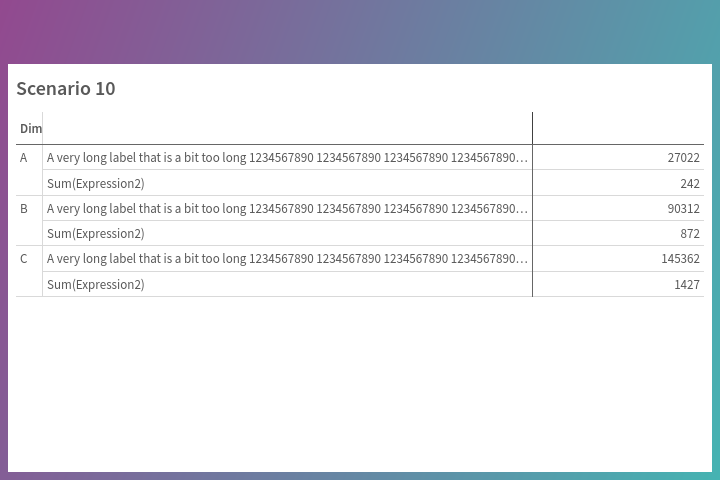 Scenario 10
Dim
A A very long label that is a bit too long 1234567890 1234567890 1234567890 1234567890… 27022
Sum(Expression2) 242
B A very long label that is a bit too long 1234567890 1234567890 1234567890 1234567890… 90312
Sum(Expression2) 872
C A very long label that is a bit too long 1234567890 1234567890 1234567890 1234567890… 145362
Sum(Expression2) 1427